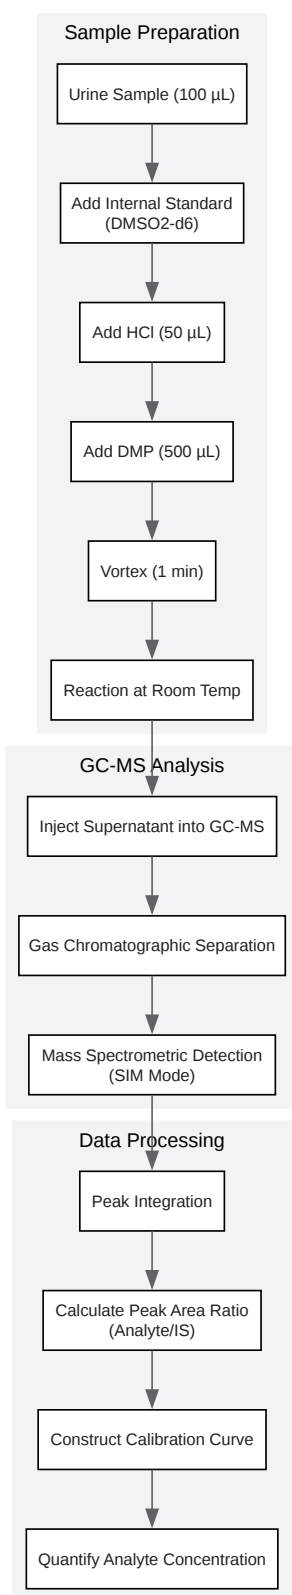 Sample Preparation
Urine Sample (100 µL)
Add Internal Standard
(DMSO2-d6)
Add HCl (50 µL)
Add DMP (500 µL)
Vortex (1 min)
Reaction at Room Temp
GC-MS Analysis
Inject Supernatant into GC-MS
Gas Chromatographic Separation
Mass Spectrometric Detection
(SIM Mode)
Data Processing
Peak Integration
Calculate Peak Area Ratio
(Analyte/IS)
Construct Calibration Curve
Quantify Analyte Concentration